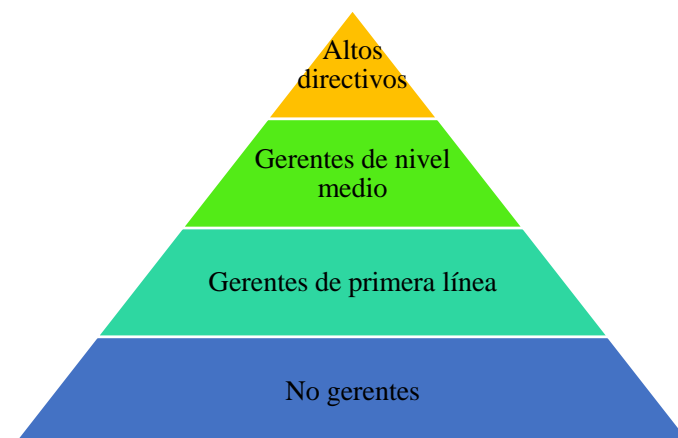 Altos
directivos
Gerentes de nivel
medio
Gerentes de primera línea
No gerentes